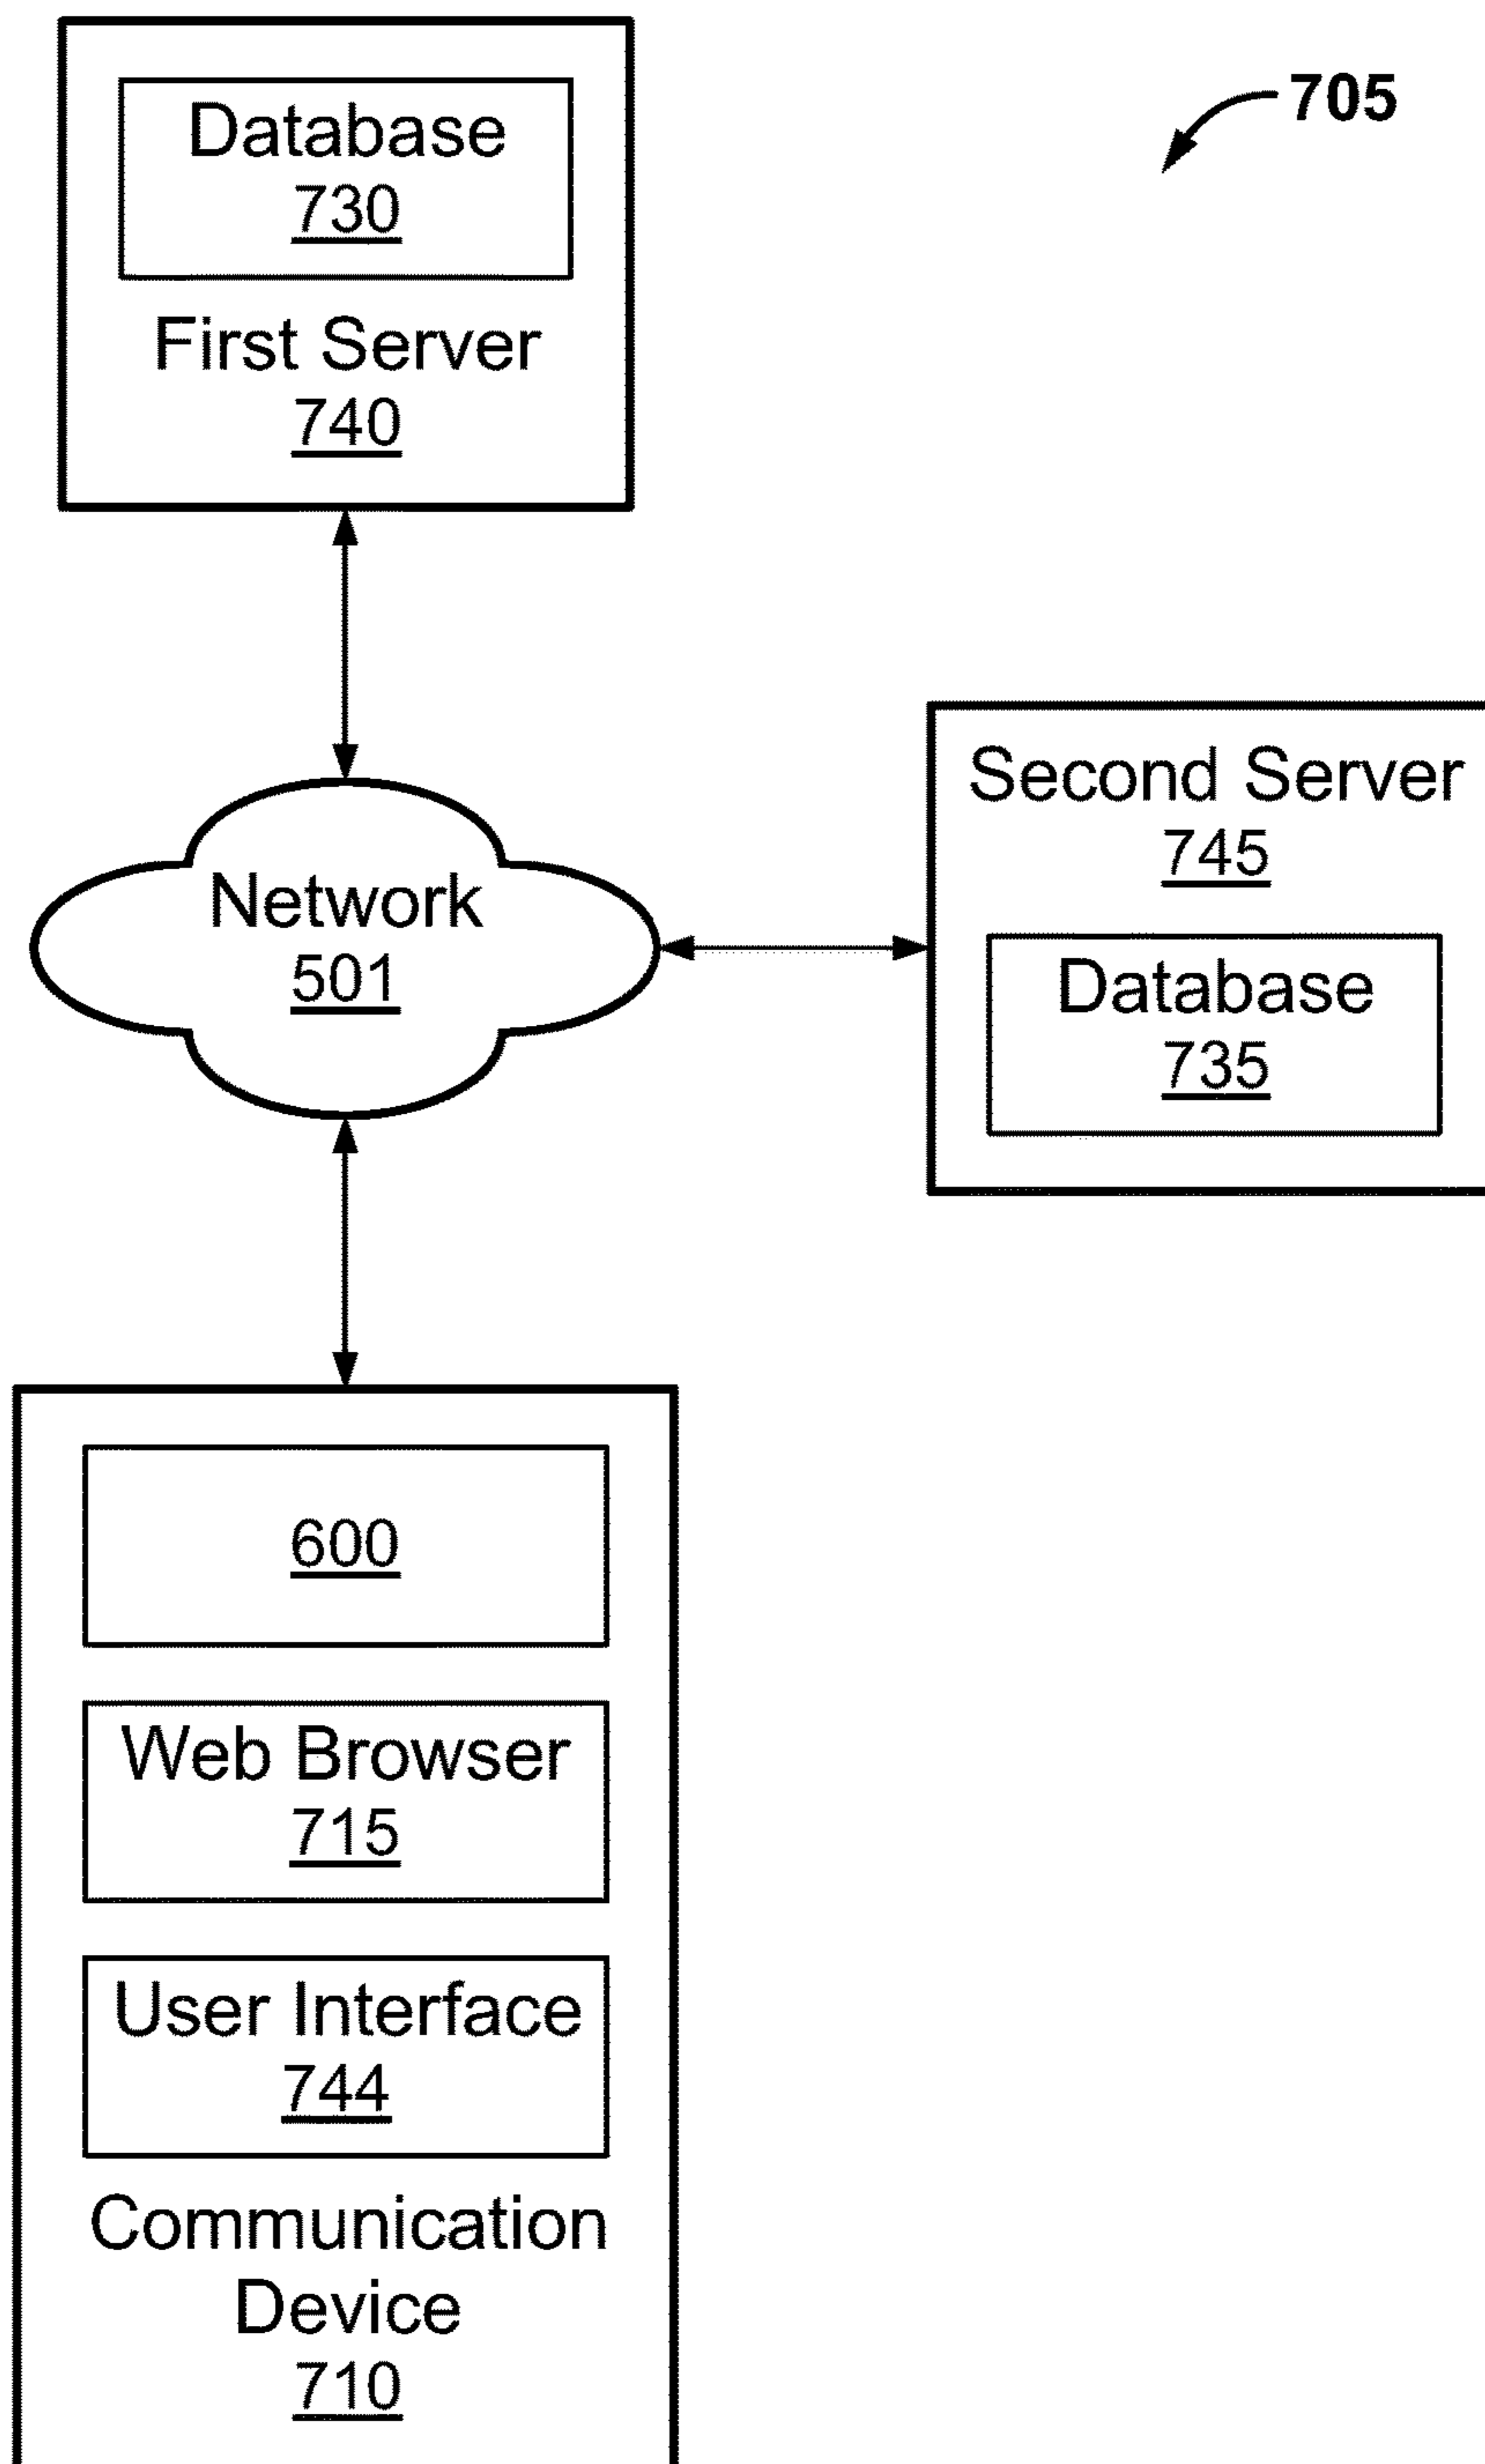 705
Database
730
First Server
740
Network
501
Second Server
745
Database
735
600
Web Browser
715
User Interface
744
Communication
Device
710